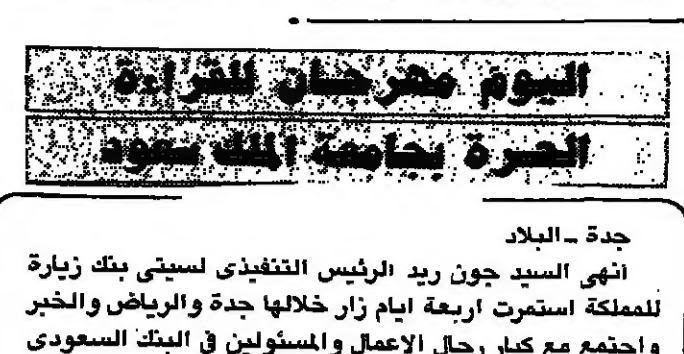 اليوم مهرجان للقراءة
الحرة بجامعة الملك سعود
جدة - البلاد
انهى السيد جون ريد الرئيس التنفيذى لسيتى بنك زيارة
للمملكة استمرت اربعة ايام زار خلالها جدة والرياض والخبر
واجتمع مع كبار رجال الاعمال والمسئولين في البنك السعودى